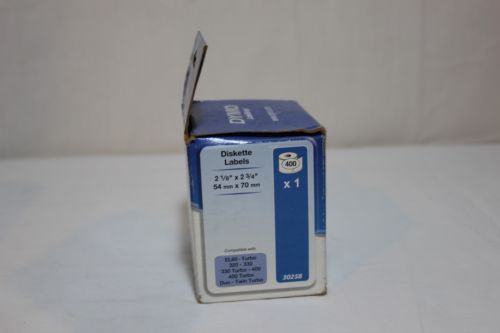 DYMO
Diskette
Labels
2 1/8" x 2 3/4"
54 mm x 70 mm
400
x 1
Compatible with
EL60 - Turbo
320 - 330
330 Turbo - 400
400 Turbo
Duo - Twin Turbo
30258